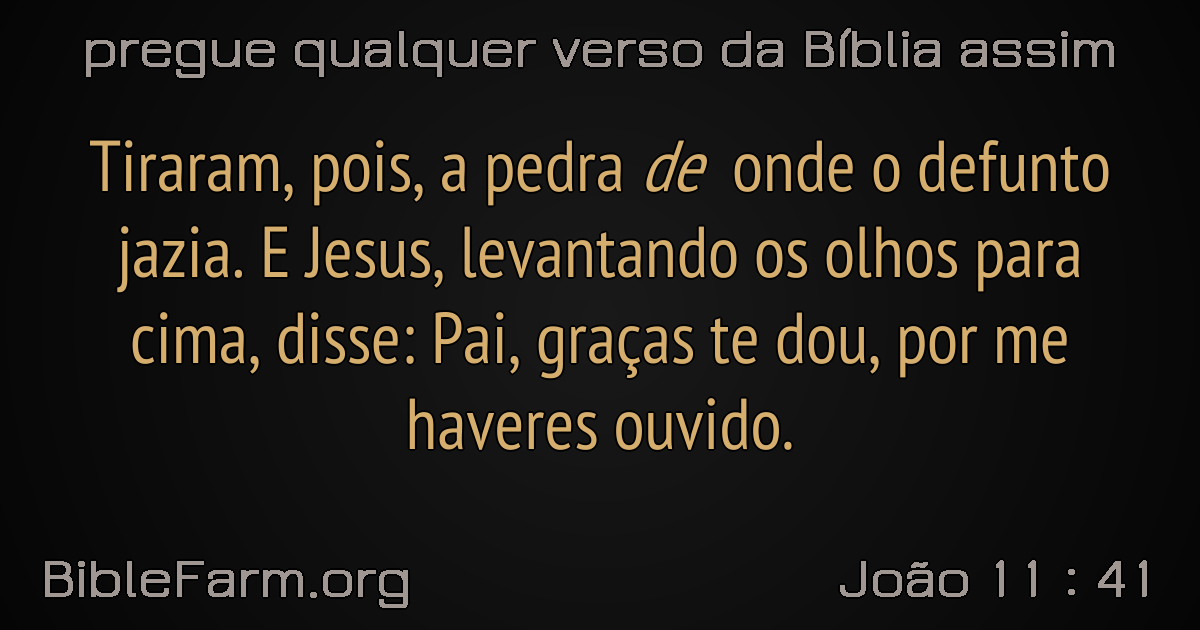 pregue qualquer verso da Bíblia assim
Tiraram, pois, a pedra de onde o defunto
jazia. E Jesus, levantando os olhos para
cima, disse: Pai, graças te dou, por me
haveres ouvido.
BibleFarm.org
João 11 : 41